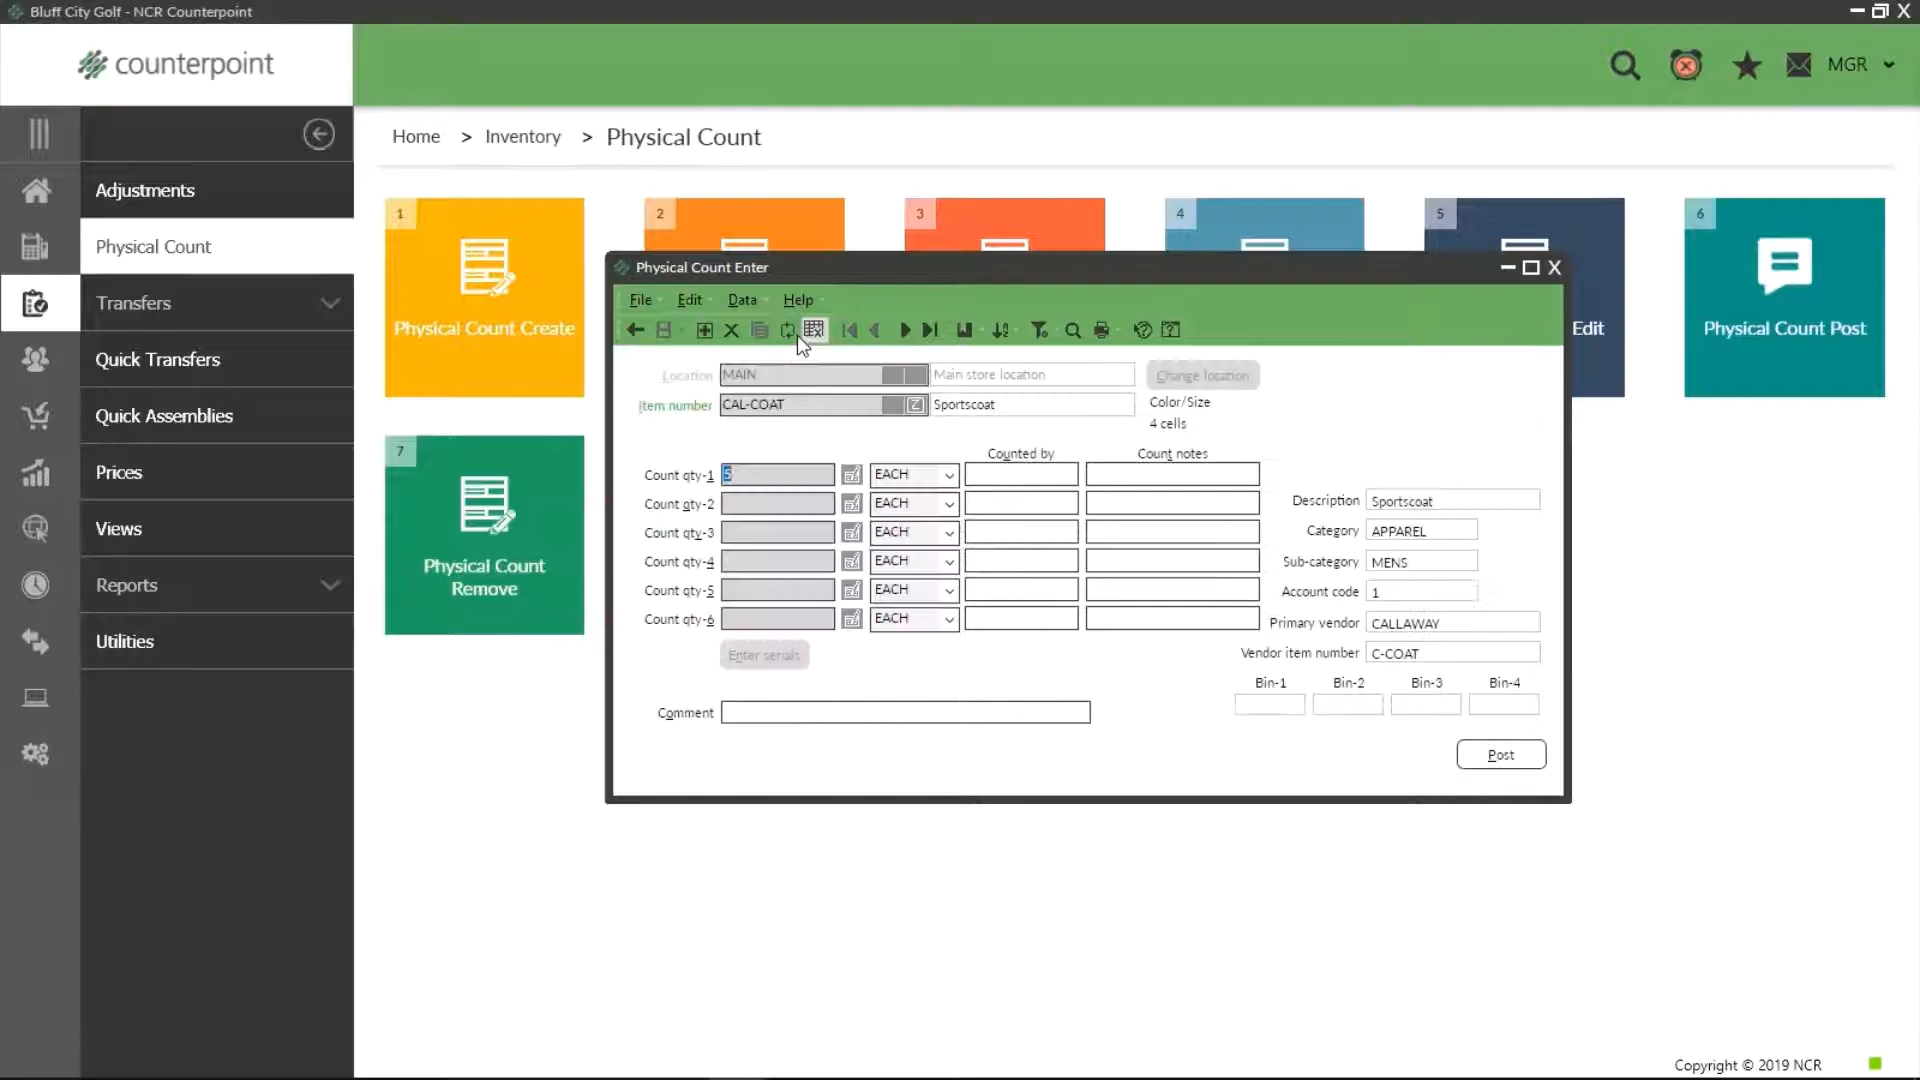 Bluff City Golf - NCR Counterpoint
counterpoint
MGR
Home > Inventory > Physical Count
Adjustments
Physical Count
Transfers
Quick Transfers
Quick Assemblies
Prices
Views
Reports
Utilities
1
Physical Count Create
2
3
4
5
Edit
6
Physical Count Post
7
Physical Count
Remove
Physical Count Enter
File Edit Data Help
Location MAIN Main store location Change location
Item number CAL-COAT Z Sportscoat Color/Size
4 cells
Counted by Count notes
Count qty-1 5 EACH
Count qty-2 EACH
Count qty-3 EACH
Count qty-4 EACH
Count qty-5 EACH
Count qty-6 EACH
Enter serials
Comment
Description Sportscoat
Category APPAREL
Sub-category MENS
Account code 1
Primary vendor CALLAWAY
Vendor item number C-COAT
Bin-1 Bin-2 Bin-3 Bin-4
Post
Copyright © 2019 NCR